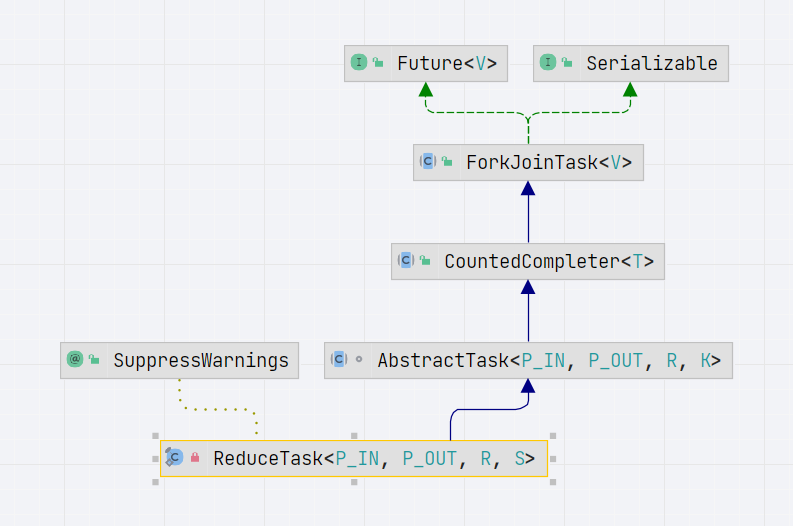 Future<V>
Serializable
ForkJoinTask<V>
CountedCompleter<T>
SuppressWarnings
AbstractTask<P_IN, P_OUT, R, K>
ReduceTask<P_IN, P_OUT, R, S>